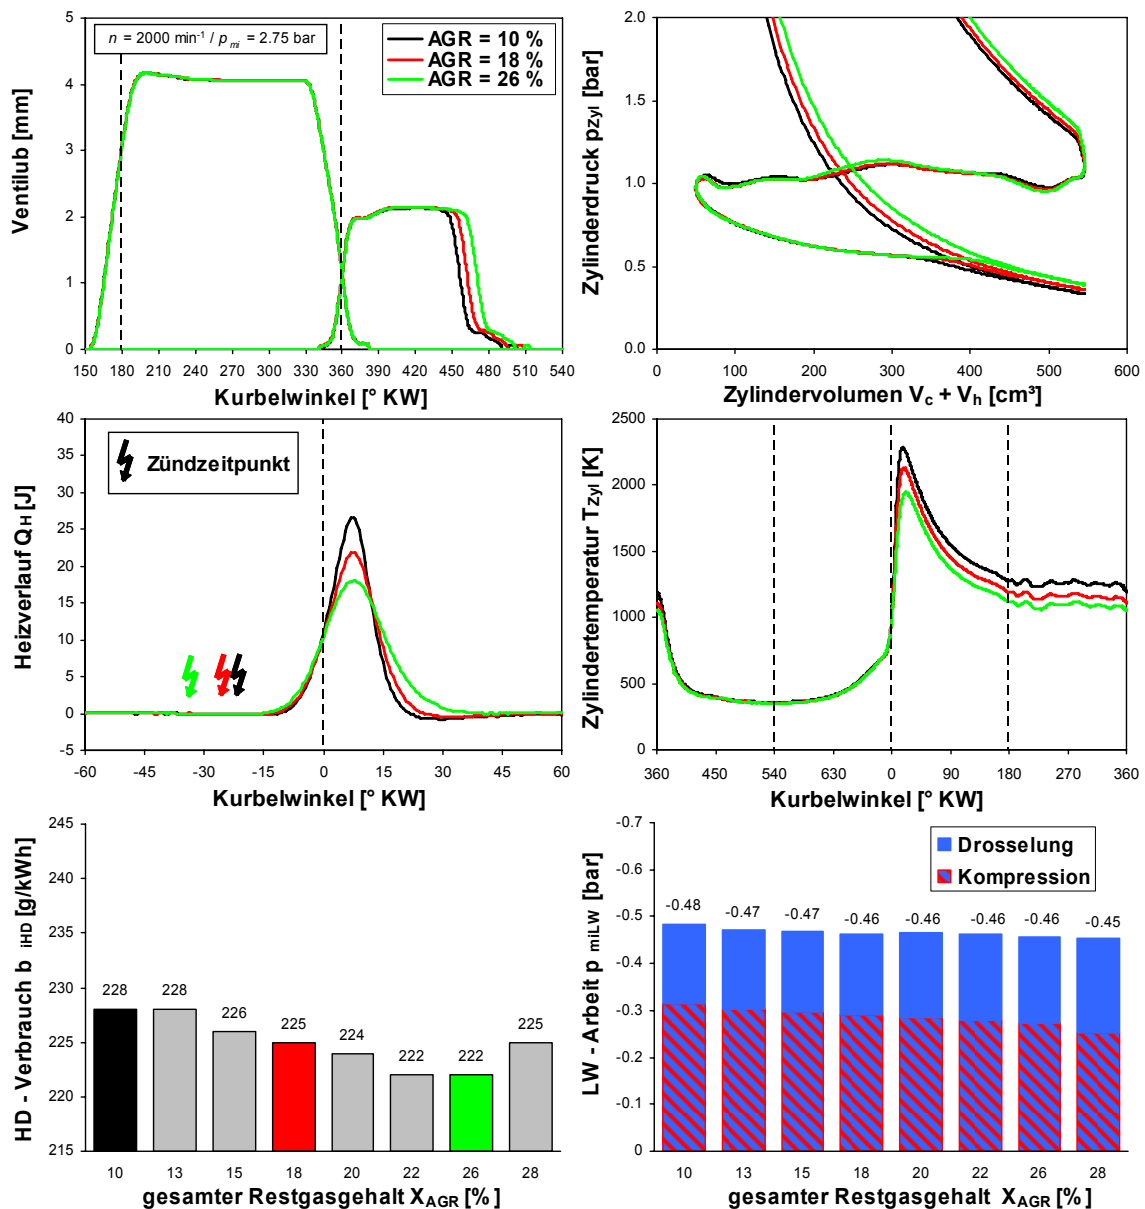 n = 2000 min⁻¹ / p mi = 2.75 bar
AGR = 10 %
AGR = 18 %
AGR = 26 %
Ventilub [mm]
5
4
3
2
1
0
150 180 210 240 270 300 330 360 390 420 450 480 510 540
Kurbelwinkel [° KW]
Zylinderdruck pZyl [bar]
2.0
1.5
1.0
0.5
0.0
0 100 200 300 400 500 600
Zylindervolumen Vc + Vh [cm³]
Heizverlauf QH [J]
40
35
30
25
20
15
10
5
0
-5
Zündzeitpunkt
-60 -45 -30 -15 0 15 30 45 60
Kurbelwinkel [° KW]
Zylindertemperatur TZyl [K]
2500
2000
1500
1000
500
0
360 450 540 630 0 90 180 270 360
Kurbelwinkel [° KW]
HD - Verbrauch b iHD [g/kWh]
245
240
235
230
225
220
215
228 228 226 225 224 222 222 225
10 13 15 18 20 22 26 28
gesamter Restgasgehalt XAGR [%]
LW - Arbeit p miLW [bar]
-0.7
-0.6
-0.5
-0.4
-0.3
-0.2
-0.1
0
Drosselung
Kompression
-0.48 -0.47 -0.47 -0.46 -0.46 -0.46 -0.46 -0.45
10 13 15 18 20 22 26 28
gesamter Restgasgehalt XAGR [%]